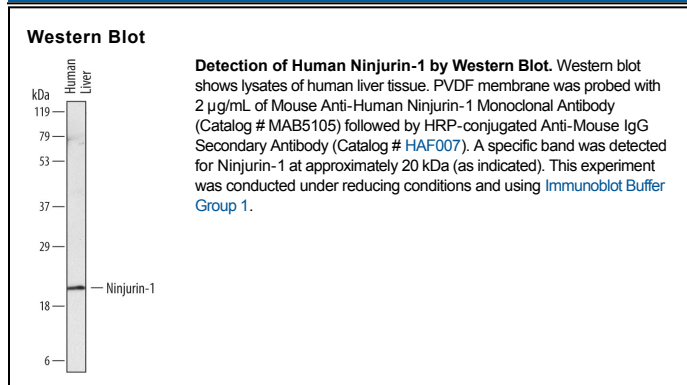 Western Blot
Human
Liver
kDa
119
79
53
37
29
18
6
Ninjurin-1
Detection of Human Ninjurin-1 by Western Blot. Western blot
shows lysates of human liver tissue. PVDF membrane was probed with
2 µg/mL of Mouse Anti-Human Ninjurin-1 Monoclonal Antibody
(Catalog # MAB5105) followed by HRP-conjugated Anti-Mouse IgG
Secondary Antibody (Catalog # HAF007). A specific band was detected
for Ninjurin-1 at approximately 20 kDa (as indicated). This experiment
was conducted under reducing conditions and using Immunoblot Buffer
Group 1.